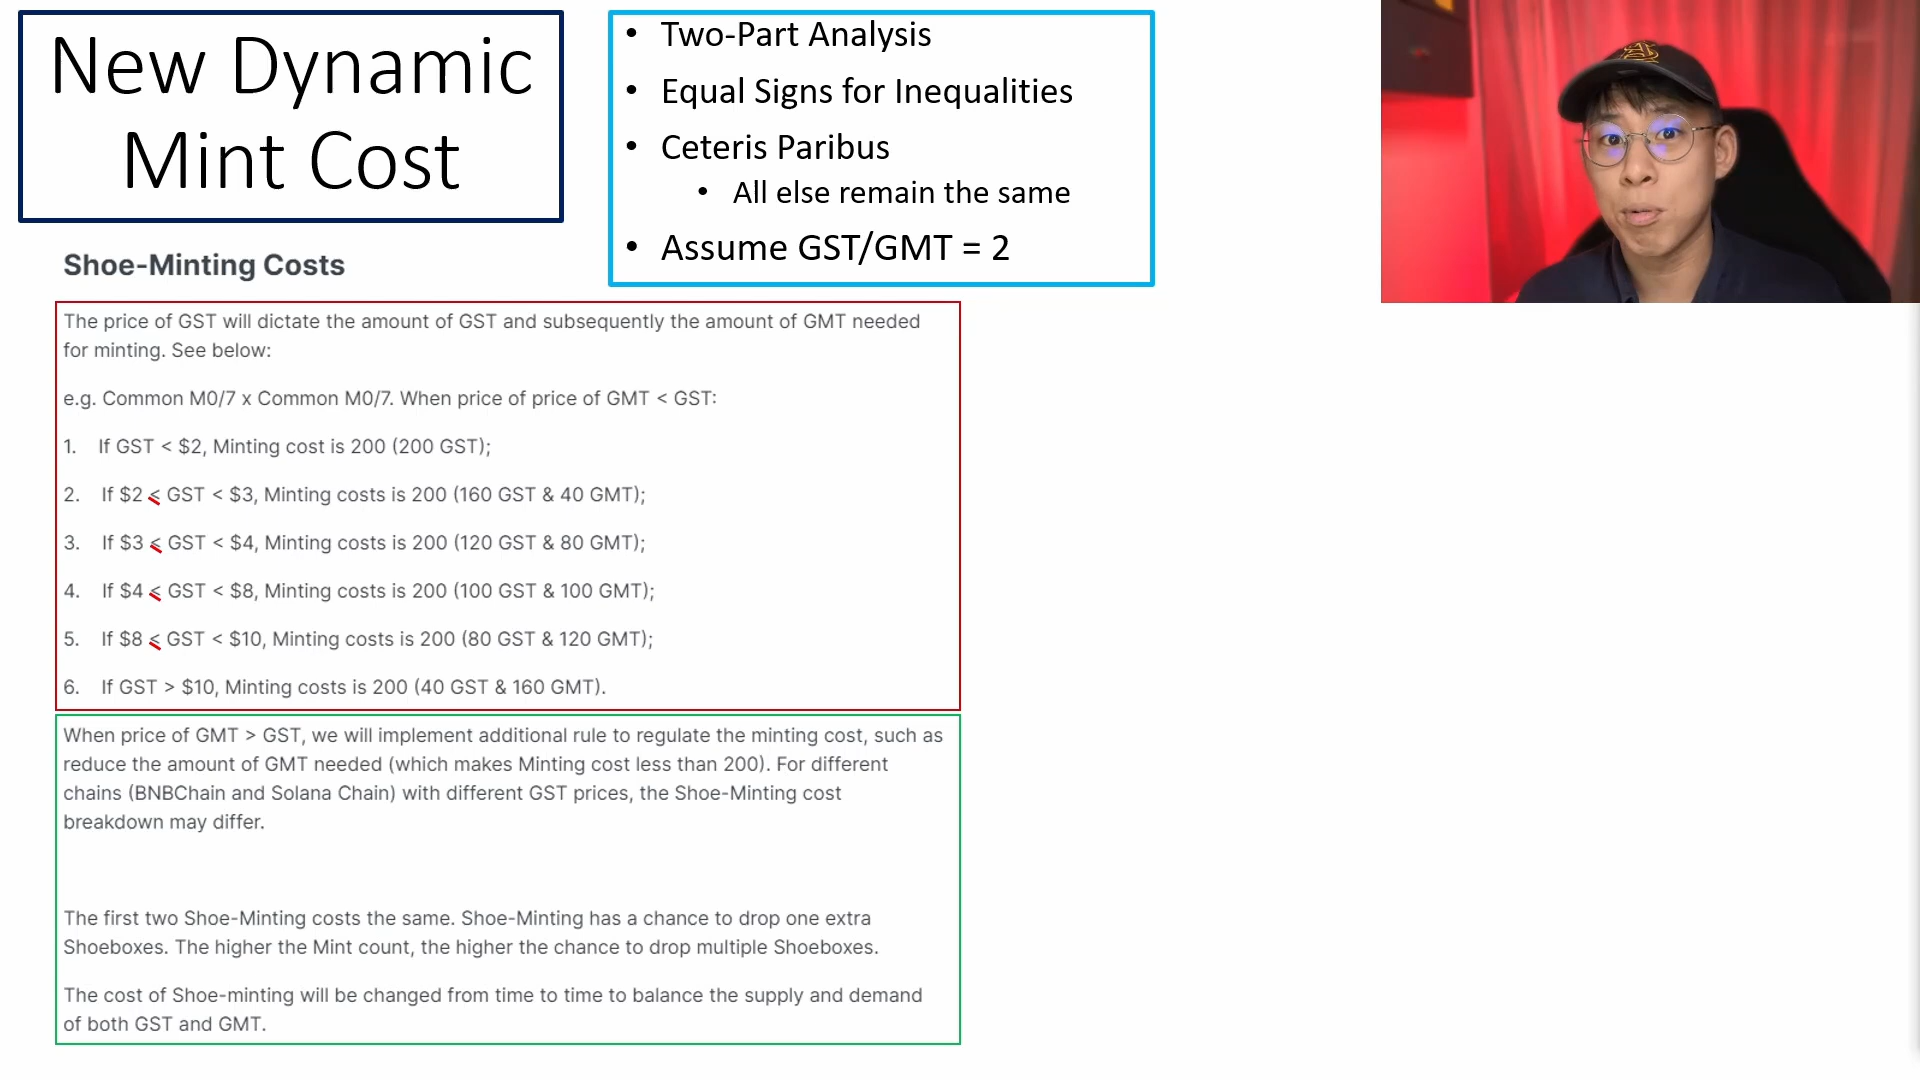 New Dynamic
Mint Cost
• Two-Part Analysis
• Equal Signs for Inequalities
• Ceteris Paribus
• All else remain the same
• Assume GST/GMT = 2
Shoe-Minting Costs
The price of GST will dictate the amount of GST and subsequently the amount of GMT needed
for minting. See below:
e.g. Common M0/7 x Common M0/7. When price of price of GMT < GST:
1. If GST < $2, Minting cost is 200 (200 GST);
2. If $2 ≤ GST < $3, Minting costs is 200 (160 GST & 40 GMT);
3. If $3 ≤ GST < $4, Minting costs is 200 (120 GST & 80 GMT);
4. If $4 ≤ GST < $8, Minting costs is 200 (100 GST & 100 GMT);
5. If $8 ≤ GST < $10, Minting costs is 200 (80 GST & 120 GMT);
6. If GST > $10, Minting costs is 200 (40 GST & 160 GMT).
When price of GMT > GST, we will implement additional rule to regulate the minting cost, such as
reduce the amount of GMT needed (which makes Minting cost less than 200). For different
chains (BNBChain and Solana Chain) with different GST prices, the Shoe-Minting cost
breakdown may differ.
The first two Shoe-Minting costs the same. Shoe-Minting has a chance to drop one extra
Shoeboxes. The higher the Mint count, the higher the chance to drop multiple Shoeboxes.
The cost of Shoe-minting will be changed from time to time to balance the supply and demand
of both GST and GMT.